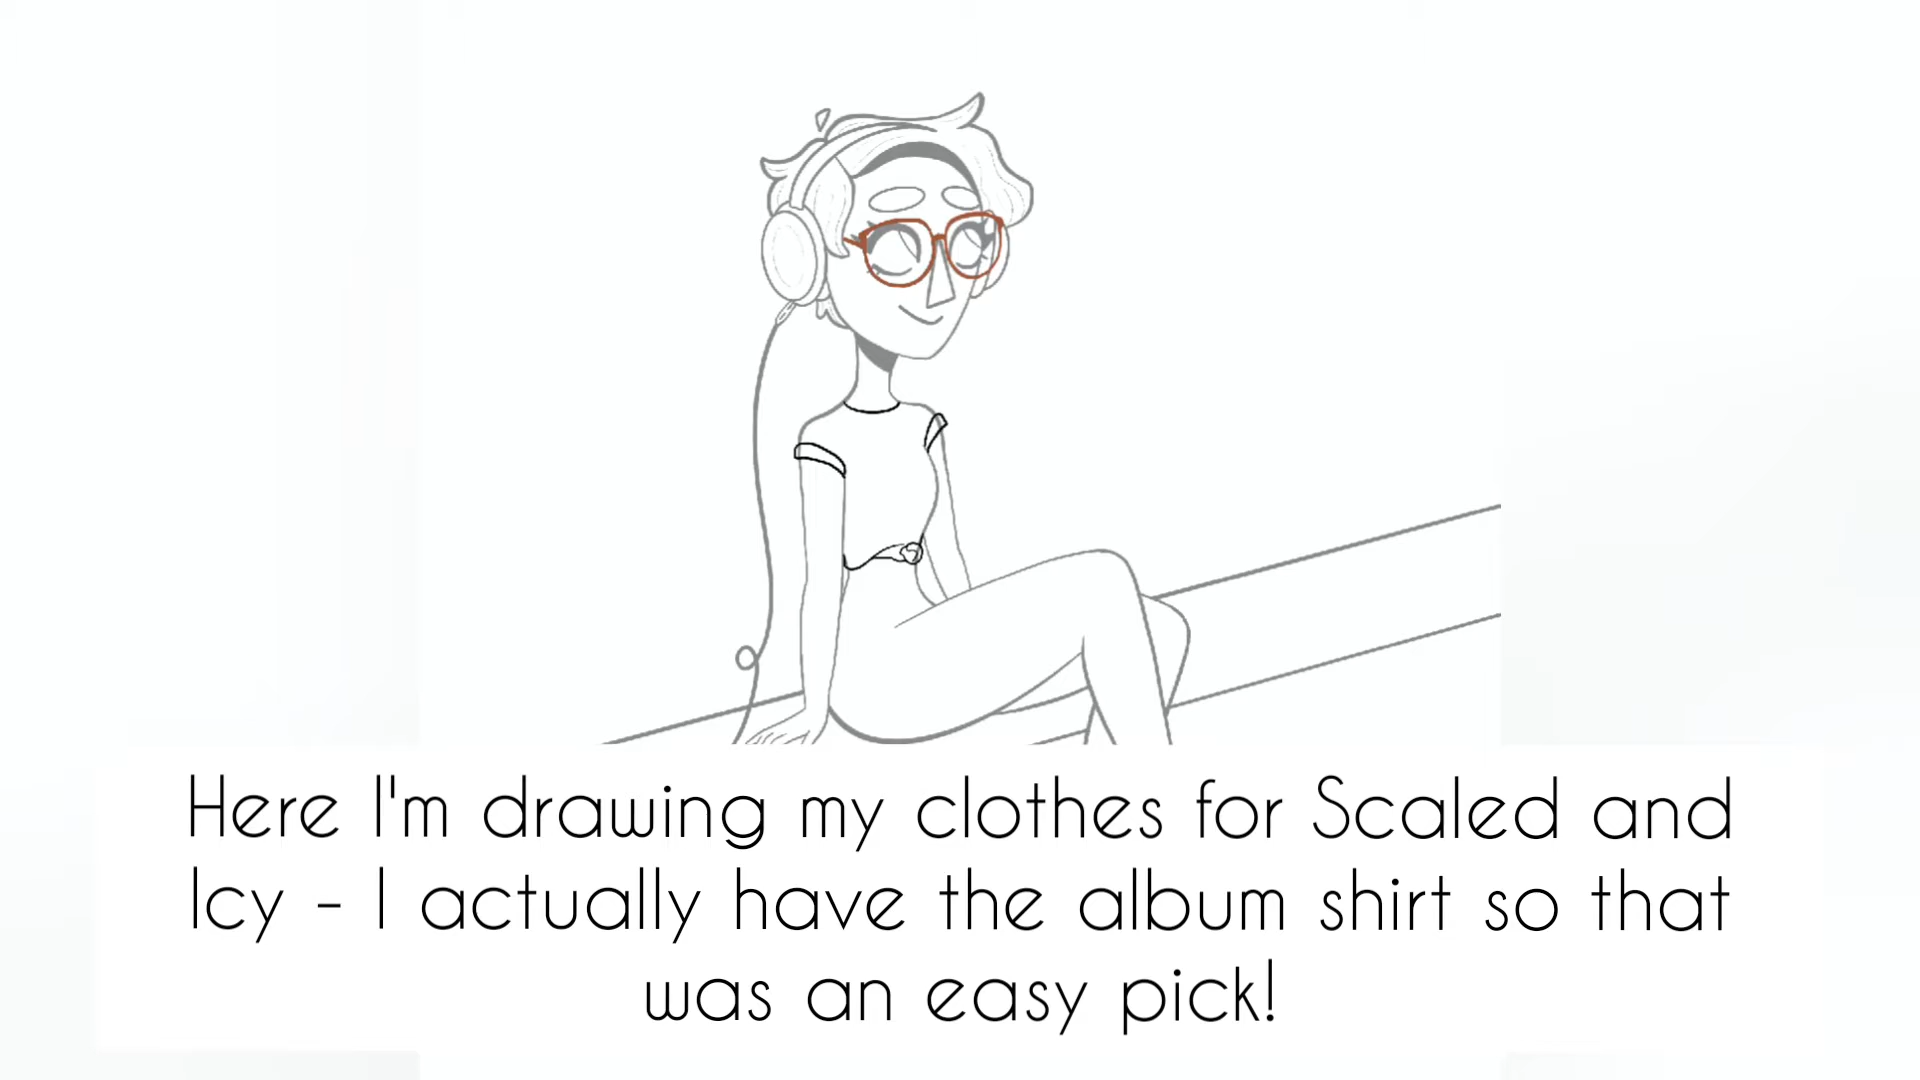 Here I'm drawing my clothes for Scaled and
Icy - I actually have the album shirt so that
was an easy pick!